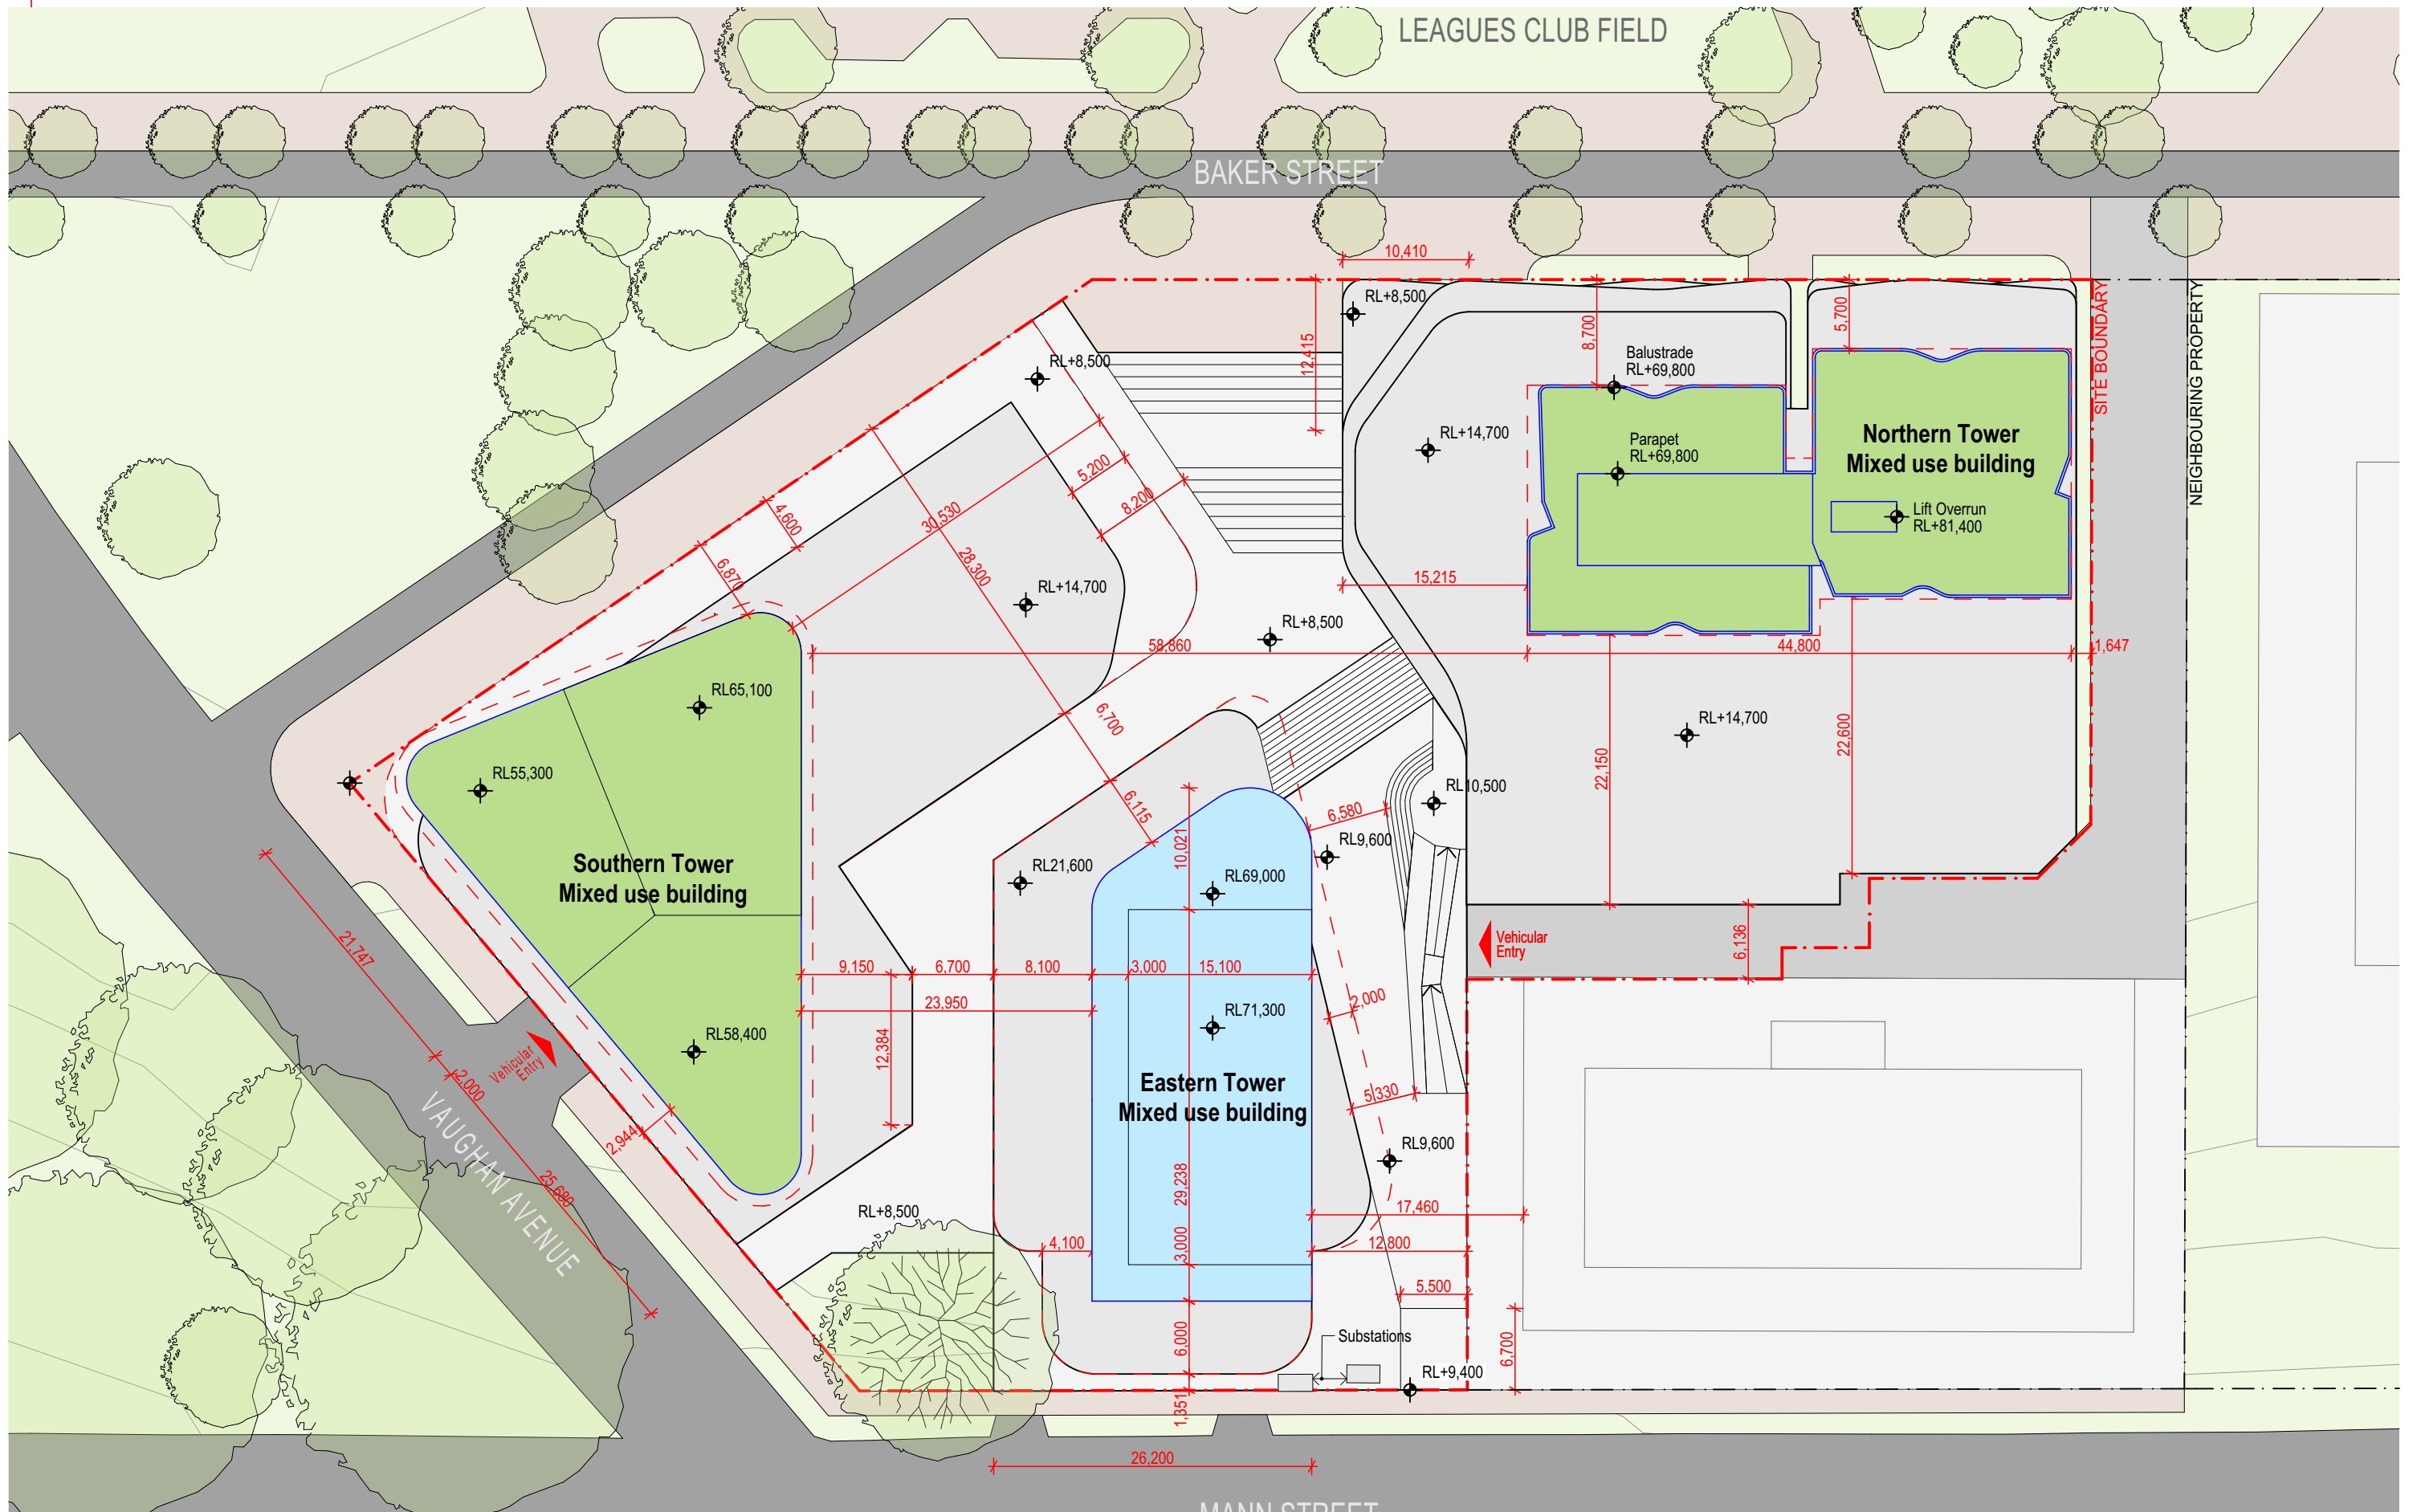 LEAGUES CLUB FIELD
BAKER STREET
10,410
RL+8,500
12,415
8,700
5,700
SITE BOUNDARY
NEIGHBOURING PROPERTY
Balustrade
RL+69,800
RL+8,500
RL+14,700
Parapet
RL+69,800
Northern Tower
Mixed use building
5,200
8,200
4,600
30,530
Lift Overrun
RL+81,400
6,870
28,300
RL+14,700
15,215
RL+8,500
58,860
44,800
1,647
RL65,100
6,700
RL+14,700
22,150
22,600
RL55,300
RL10,500
6,115
6,580
10,021
RL9,600
Southern Tower
Mixed use building
RL21,600
RL69,000
21,747
Vehicular
Entry
6,136
9,150
6,700
8,100
3,000
15,100
23,950
2,000
RL71,300
12,384
RL58,400
Vehicular
Entry
2,000
Eastern Tower
Mixed use building
5,330
VAUGHAN AVENUE
2,944
RL9,600
25,680
29,238
RL+8,500
17,460
4,100
3,000
12,800
5,500
6,000
Substations
6,700
RL+9,400
1,351
26,200
MANN STREET